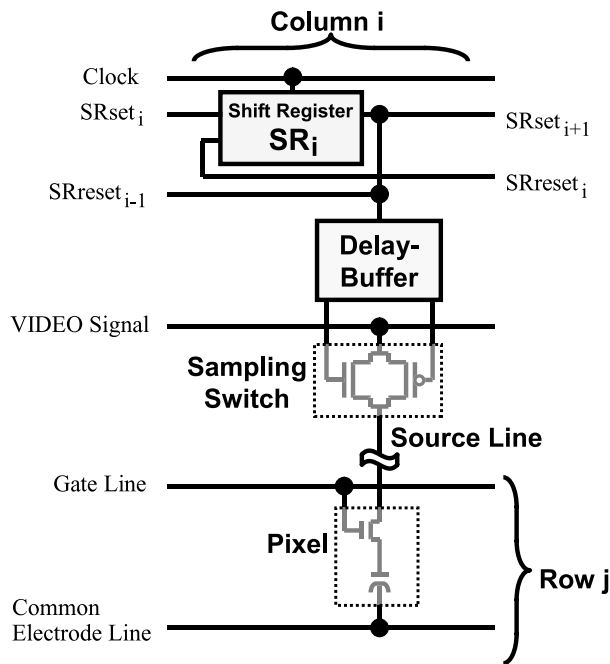 Column i
Clock
SRset i
Shift Register
SRi
SRset i+1
SRreset i
SRreset i-1
Delay-
Buffer
VIDEO Signal
Sampling
Switch
Source Line
Gate Line
Pixel
Row j
Common
Electrode Line